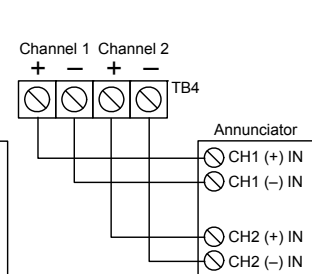 Channel 1 Channel 2
+ – + –
TB4
Annunciator
CH1 (+) IN
CH1 (–) IN
CH2 (+) IN
CH2 (–) IN